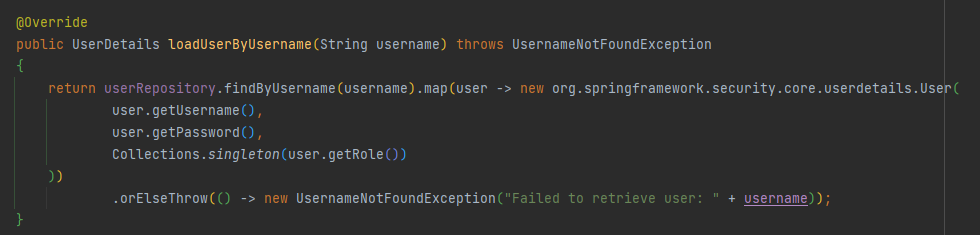 @Override
public UserDetails loadUserByUsername(String username) throws UsernameNotFoundException
{
return userRepository.findByUsername(username).map(user -> new org.springframework.security.core.userdetails.User(
user.getUsername(),
user.getPassword(),
Collections.singleton(user.getRole())
))
.orElseThrow(() -> new UsernameNotFoundException("Failed to retrieve user: " + username));
}